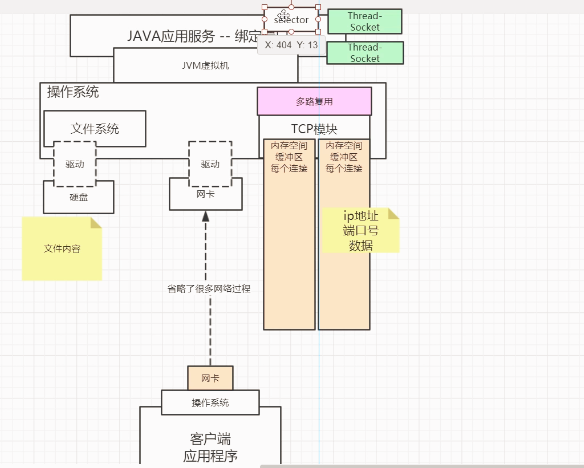 selector
Thread-
Socket
JAVA应用服务 -- 绑定
X: 404 Y: 13
Thread-
Socket
JVM虚拟机
操作系统
多路复用
文件系统
TCP模块
驱动
驱动
内存空间
缓冲区
每个连接
内存空间
缓冲区
每个连接
硬盘
网卡
ip地址
端口号
数据
文件内容
省略了很多网络过程
网卡
操作系统
客户端
应用程序